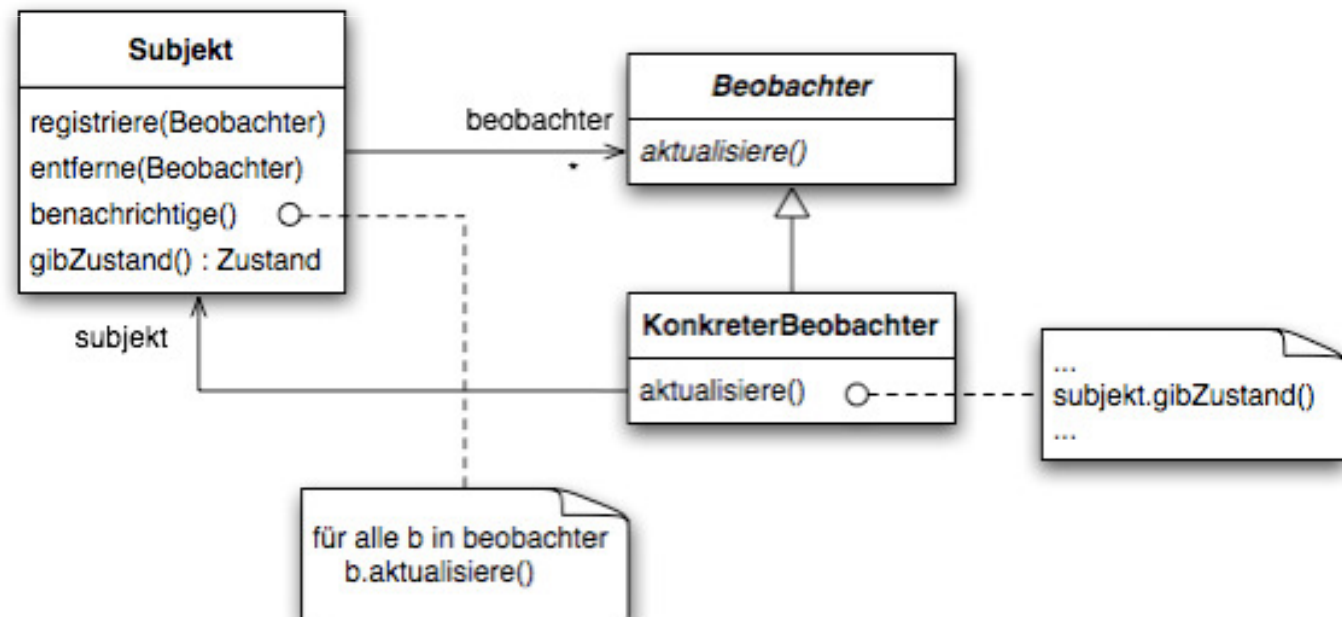 Subjekt
registriere(Beobachter)
entferne(Beobachter)
benachrichtige()
gibZustand() : Zustand
beobachter
*
Beobachter
aktualisiere()
subjekt
KonkreterBeobachter
aktualisiere()
...
subjekt.gibZustand()
...
für alle b in beobachter
b.aktualisiere()